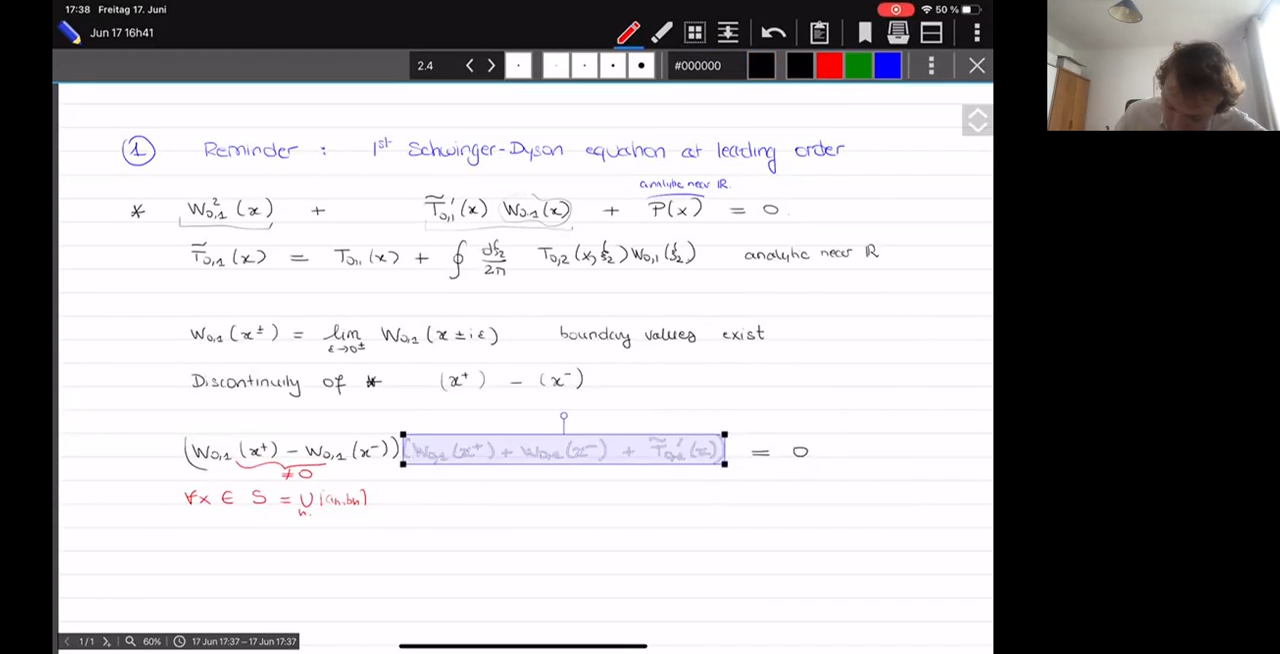 17:38 Freitag 17. Juni
50 %
Jun 17 16h41
2.4 #000000
① Reminder : 1st Schwinger-Dyson equation at leading order
analytic near ℝ.
* W₀,₁²(x) + T̃₀,₁'(x) W₀,₁(x) + P(x) = 0.
T̃₀,₁(x) = T₀,₁(x) + ∮ dξ₂/2π T₀,₂(x, ξ₂) W₀,₁(ξ₂) analytic near ℝ
W₀,₁(x±) = lim ε→0± W₀,₁(x ± iε) boundary values exist
Discontinuity of * (x⁺) - (x⁻)
(W₀,₁(x⁺) - W₀,₁(x⁻)) (W₀,₁(x⁺) + W₀,₁(x⁻) + T̃₀,₁'(x)) = 0
≠ 0
∀x ∈ S = ∪ₕ. [aₕ, bₕ]
1/1 60% 17 Jun 17:37 – 17 Jun 17:37